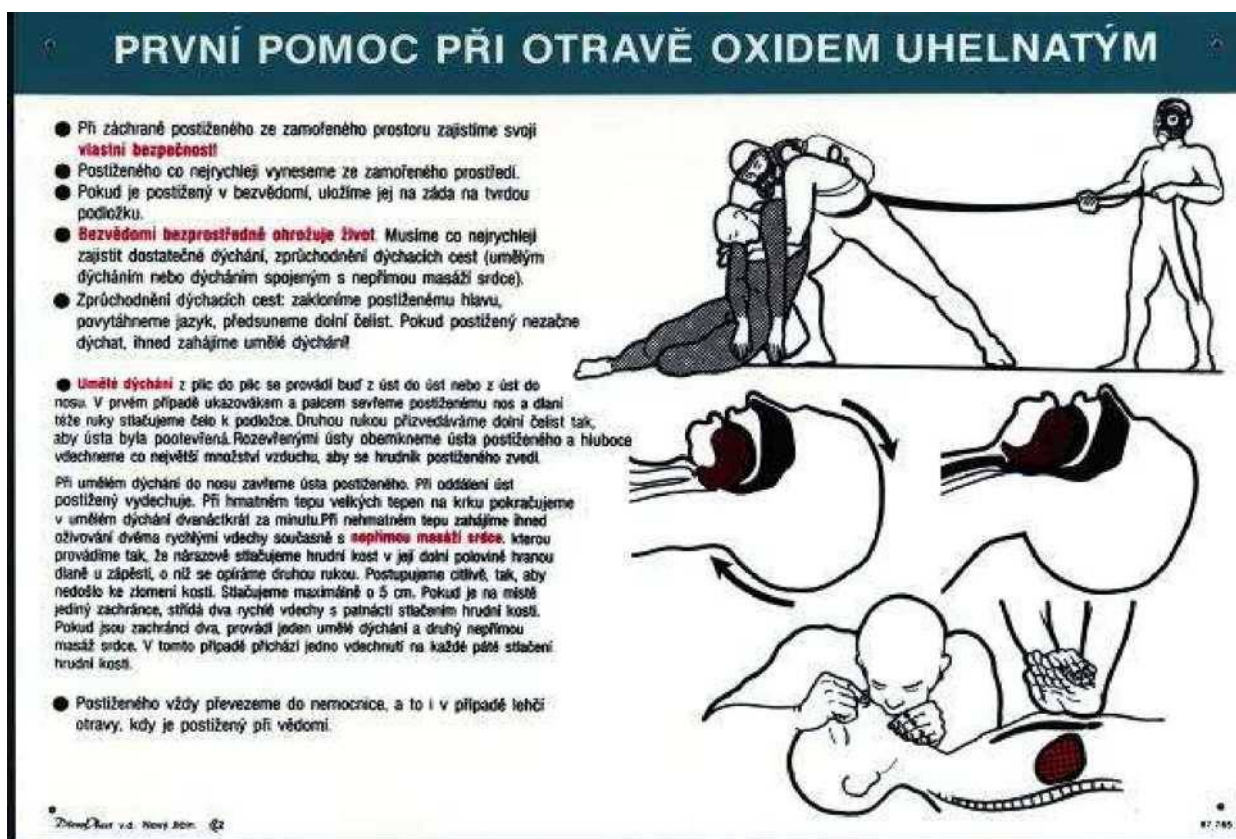 PRVNÍ POMOC PŘI OTRAVĚ OXIDEM UHELNATÝM
● Při záchraně postiženého ze zamořeného prostoru zajistíme svoji
vlastní bezpečnost!
● Postiženého co nejrychleji vyneseme ze zamořeného prostředí.
● Pokud je postižený v bezvědomí, uložíme jej na záda na tvrdou
podložku.
● Bezvědomí bezprostředně ohrožuje život. Musíme co nejrychleji
zajistit dostatečné dýchání, zprůchodnění dýchacích cest (umělým
dýcháním nebo dýcháním spojeným s nepřímou masáží srdce).
● Zprůchodnění dýchacích cest: zakloníme postiženému hlavu,
povytáhneme jazyk, předsuneme dolní čelist. Pokud postižený nezačne
dýchat, ihned zahájíme umělé dýchání!
● Umělé dýchání z plic do plic se provádí buď z úst do úst nebo z úst do
nosu. V prvém případě ukazovákem a palcem sevřeme postiženému nos a dlaní
téže ruky stlačujeme čelo k podložce. Druhou rukou přizvedáváme dolní čelist tak,
aby ústa byla pootevřená. Rozevřenými ústy obemkneme ústa postiženého a hluboce
vdechneme co největší množství vzduchu, aby se hrudník postiženého zvedl.
Při umělém dýchání do nosu zavřeme ústa postiženého. Při oddálení úst
postižený vydechuje. Při hmatném tepu velkých tepen na krku pokračujeme
v umělém dýchání dvanáctkrát za minutu.Při nehmatném tepu zahájíme ihned
oživování dvěma rychlými vdechy současně s nepřímou masáží srdce, kterou
provádíme tak, že nárazově stlačujeme hrudní kost v její dolní polovině hranou
dlaně u zápěstí, o níž se opíráme druhou rukou. Postupujeme citlivě, tak, aby
nedošlo ke zlomení kosti. Stlačujeme maximálně o 5 cm. Pokud je na místě
jediný zachránce, střídá dva rychlé vdechy s patnácti stlačením hrudní kosti.
Pokud jsou zachránci dva, provádí jeden umělé dýchání a druhý nepřímou
masáž srdce. V tomto případě přichází jedno vdechnutí na každé páté stlačení
hrudní kosti.
● Postiženého vždy převezeme do nemocnice, a to i v případě lehčí
otravy, kdy je postižený při vědomí.
v.d. Nový Jičín